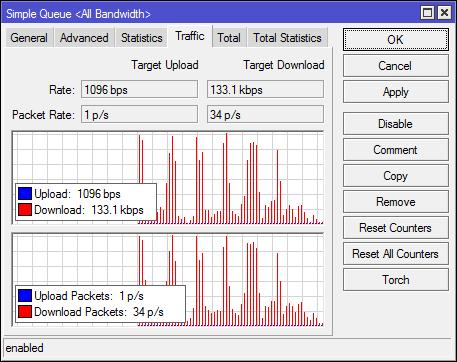 Simple Queue <All Bandwidth>
General Advanced Statistics Traffic Total Total Statistics
Target Upload Target Download
Rate: 1096 bps 133.1 kbps
Packet Rate: 1 p/s 34 p/s
Upload: 1096 bps
Download: 133.1 kbps
Upload Packets: 1 p/s
Download Packets: 34 p/s
OK
Cancel
Apply
Disable
Comment
Copy
Remove
Reset Counters
Reset All Counters
Torch
enabled